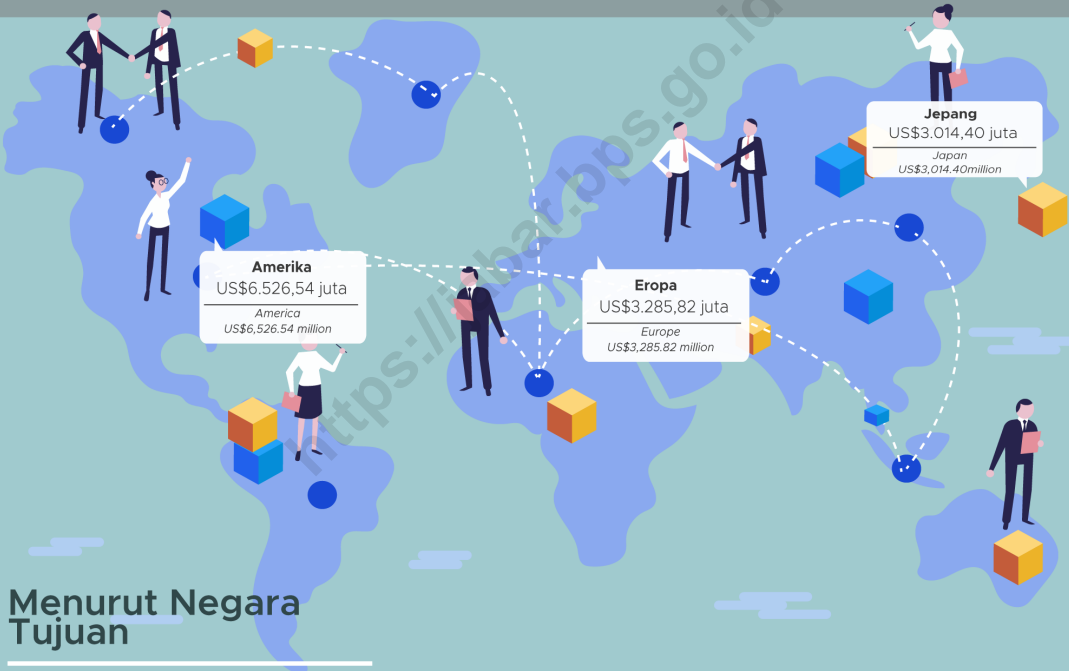 Jepang
US$3.014,40 juta
Japan
US$3,014.40million
Amerika
US$6.526,54 juta
America
US$6,526.54 million
Eropa
US$3.285,82 juta
Europe
US$3,285.82 million
https://jabar.bps.go.id
Menurut Negara
Tujuan